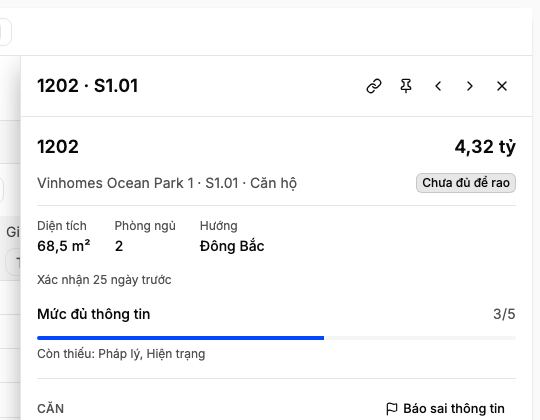 1202 · S1.01
1202
4,32 tỷ
Vinhomes Ocean Park 1 · S1.01 · Căn hộ
Chưa đủ để rao
Diện tích
Phòng ngủ
Hướng
68,5 m²
2
Đông Bắc
Xác nhận 25 ngày trước
Gi
Mức đủ thông tin
3/5
Còn thiếu: Pháp lý, Hiện trạng
CĂN
Báo sai thông tin